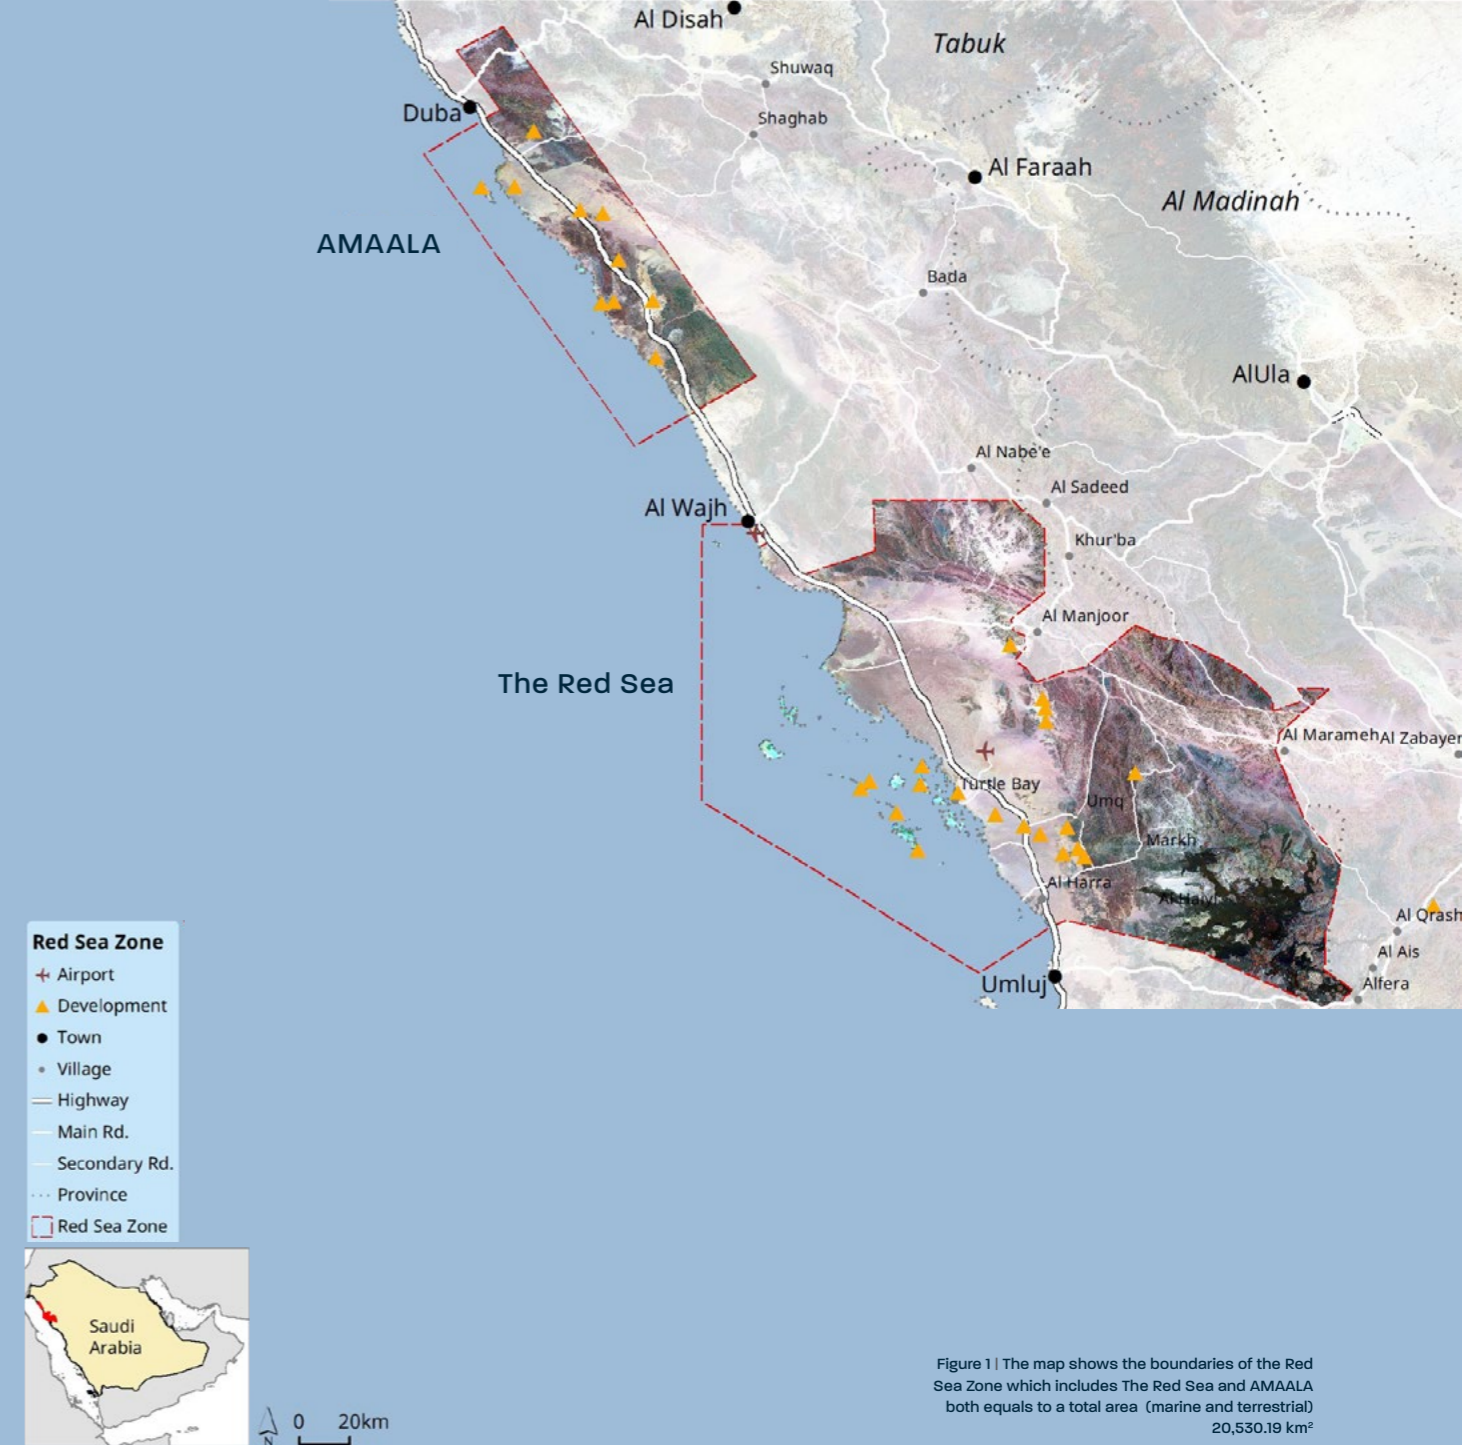 Al Disah
Tabuk
Shuwaq
Duba
Shaghab
Al Faraah
Al Madinah
AMAALA
Bada
AlUla
Al Nabe'e
Al Sadeed
Al Wajh
Khur'ba
Al Manjoor
The Red Sea
Al Marameh
Al Zabayer
Turtle Bay
Umq
Markh
Al Harra
Al Haiyl
Al Qrash
Al Ais
Umluj
Alfera
Red Sea Zone
Airport
Development
Town
Village
Highway
Main Rd.
Secondary Rd.
Province
Red Sea Zone
Saudi
Arabia
N
0 20km
Figure 1 | The map shows the boundaries of the Red
Sea Zone which includes The Red Sea and AMAALA
both equals to a total area (marine and terrestrial)
20,530.19 km²